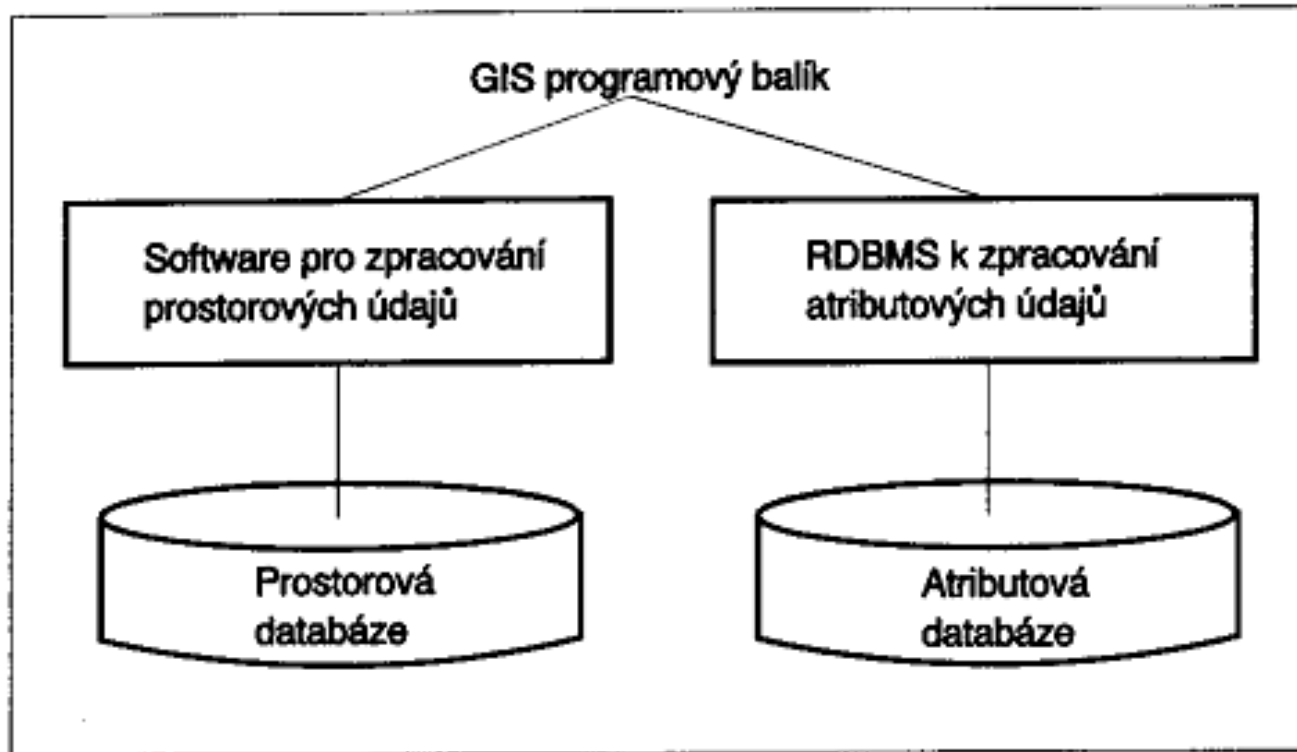 GIS programový balík
Software pro zpracování
prostorových údajů
RDBMS k zpracování
atributových údajů
Prostorová
databáze
Atributová
databáze